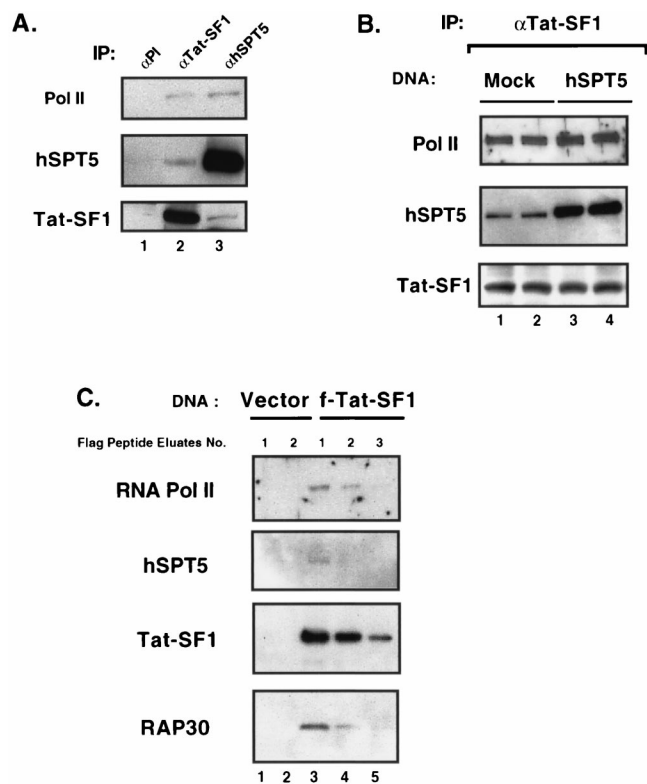 A.
IP: αPI αTat-SF1 αhSPT5
Pol II
hSPT5
Tat-SF1
1 2 3
B.
IP: αTat-SF1
DNA: Mock hSPT5
Pol II
hSPT5
Tat-SF1
1 2 3 4
C.
DNA : Vector f-Tat-SF1
Flag Peptide Eluates No. 1 2 1 2 3
RNA Pol II
hSPT5
Tat-SF1
RAP30
1 2 3 4 5